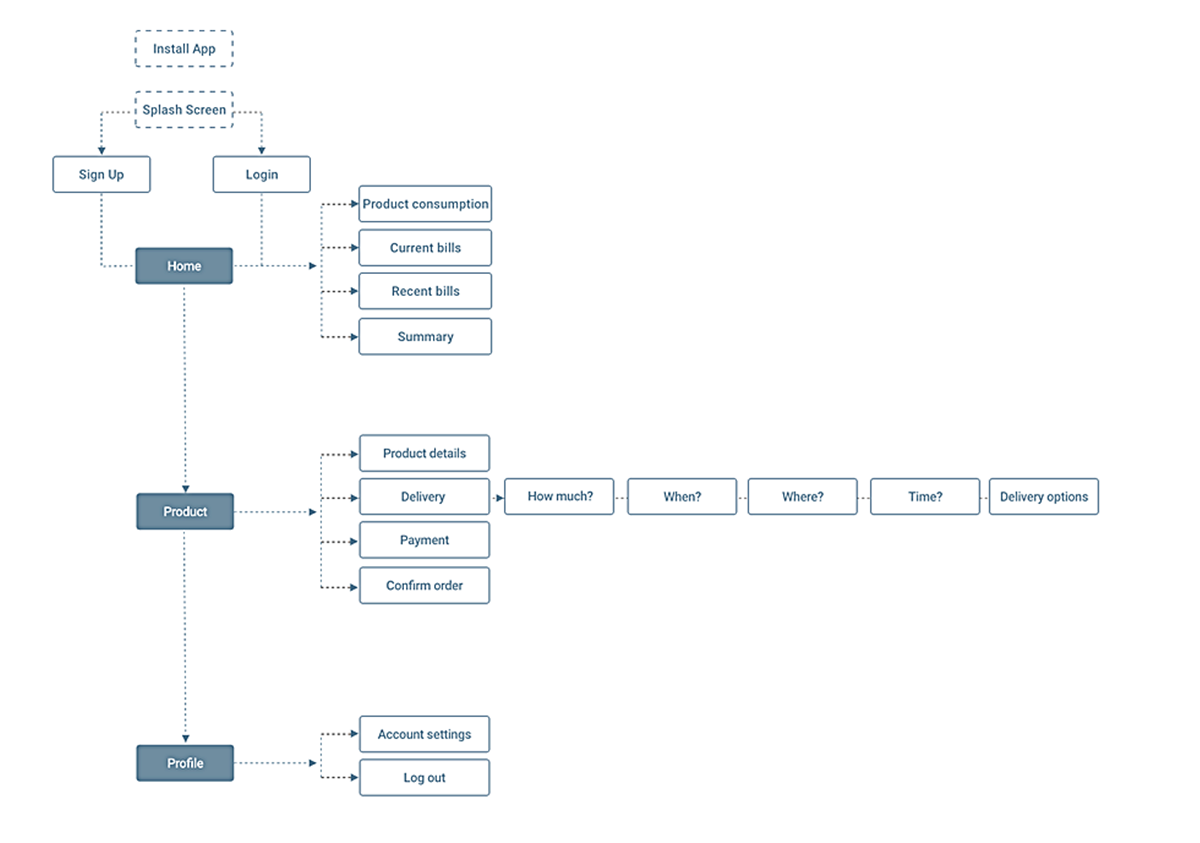 Install App
Splash Screen
Sign Up
Login
Product consumption
Current bills
Home
Recent bills
Summary
Product details
Delivery
How much?
When?
Where?
Time?
Delivery options
Product
Payment
Confirm order
Account settings
Profile
Log out